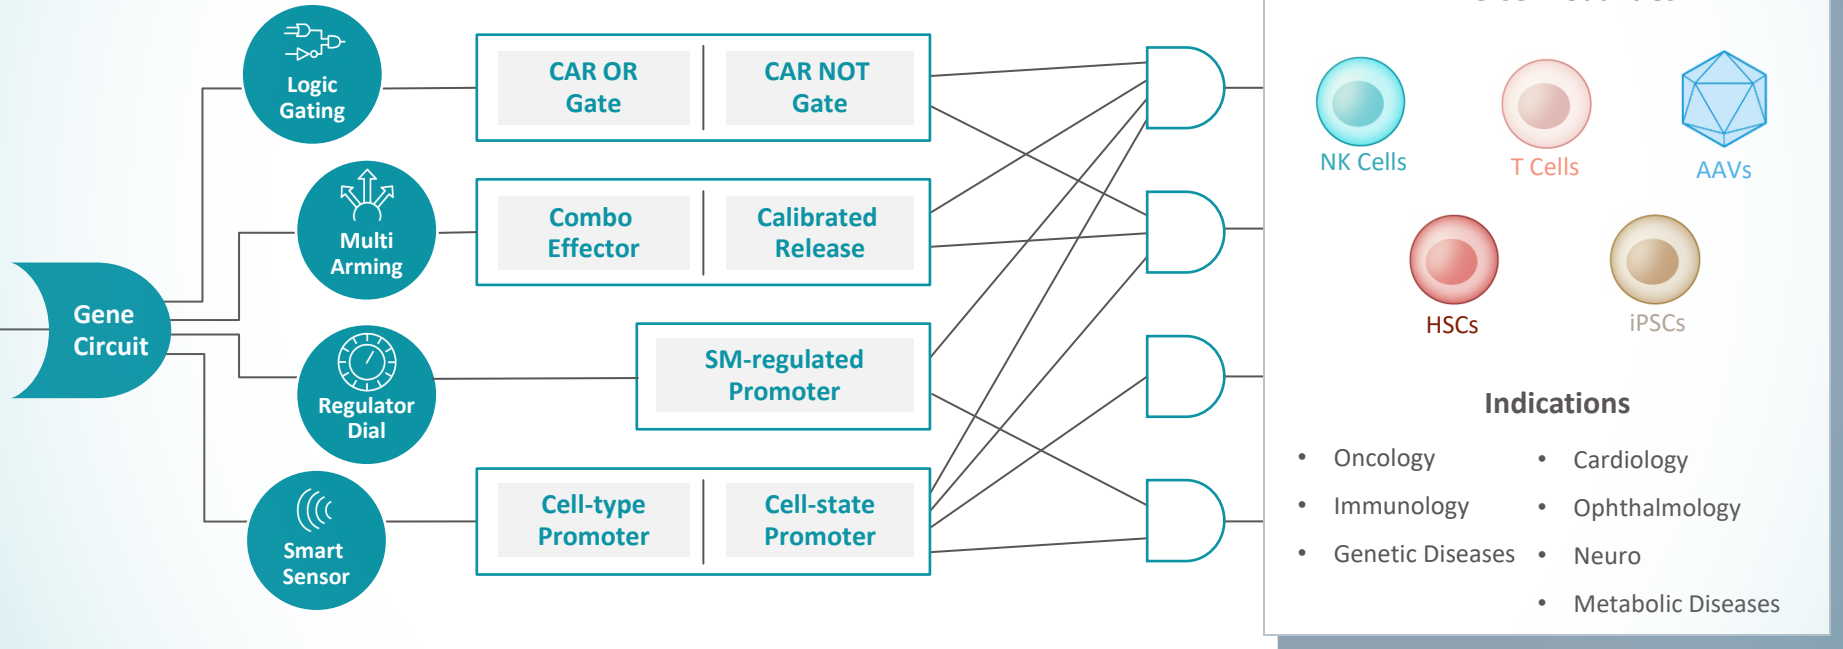 Logic
Gating
CAR OR
Gate
CAR NOT
Gate
Multi
Arming
Combo
Effector
Calibrated
Release
Gene
Circuit
Regulator
Dial
SM-regulated
Promoter
Smart
Sensor
Cell-type
Promoter
Cell-state
Promoter
NK Cells
T Cells
AAVs
HSCs
iPSCs
Indications
• Oncology
• Immunology
• Genetic Diseases
• Cardiology
• Ophthalmology
• Neuro
• Metabolic Diseases